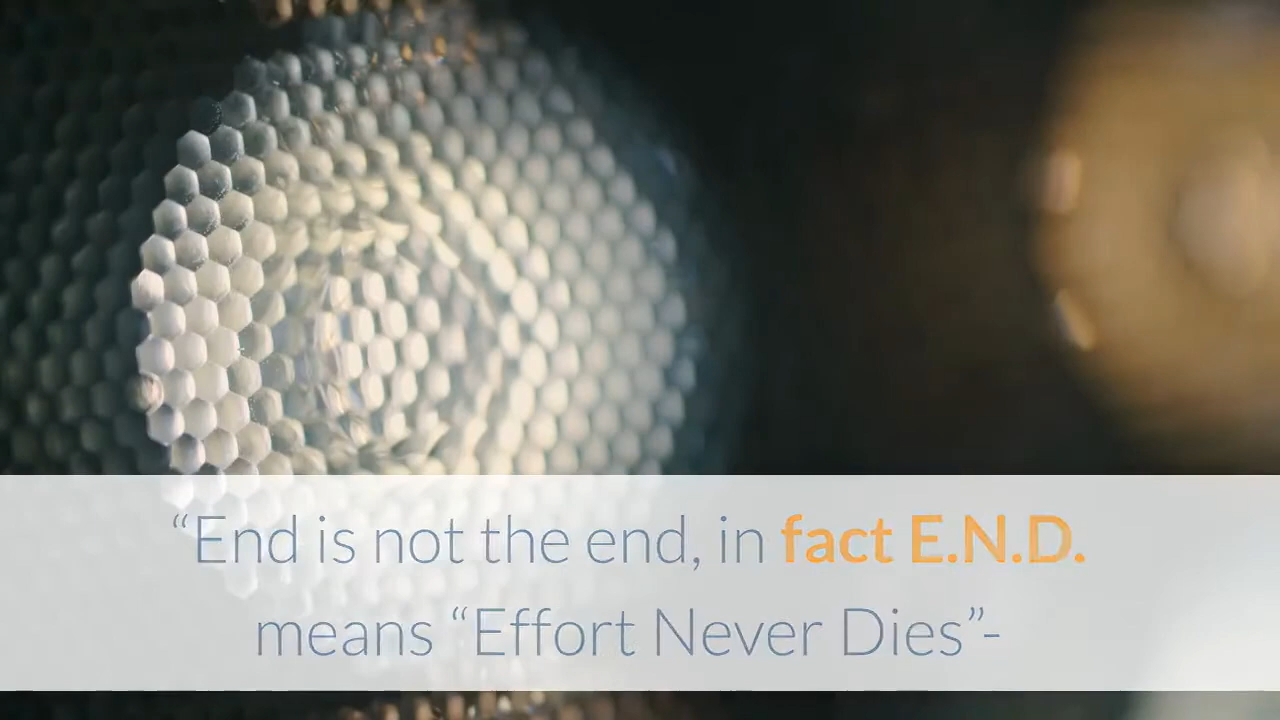 “End is not the end, in fact E.N.D.
means “Effort Never Dies”-